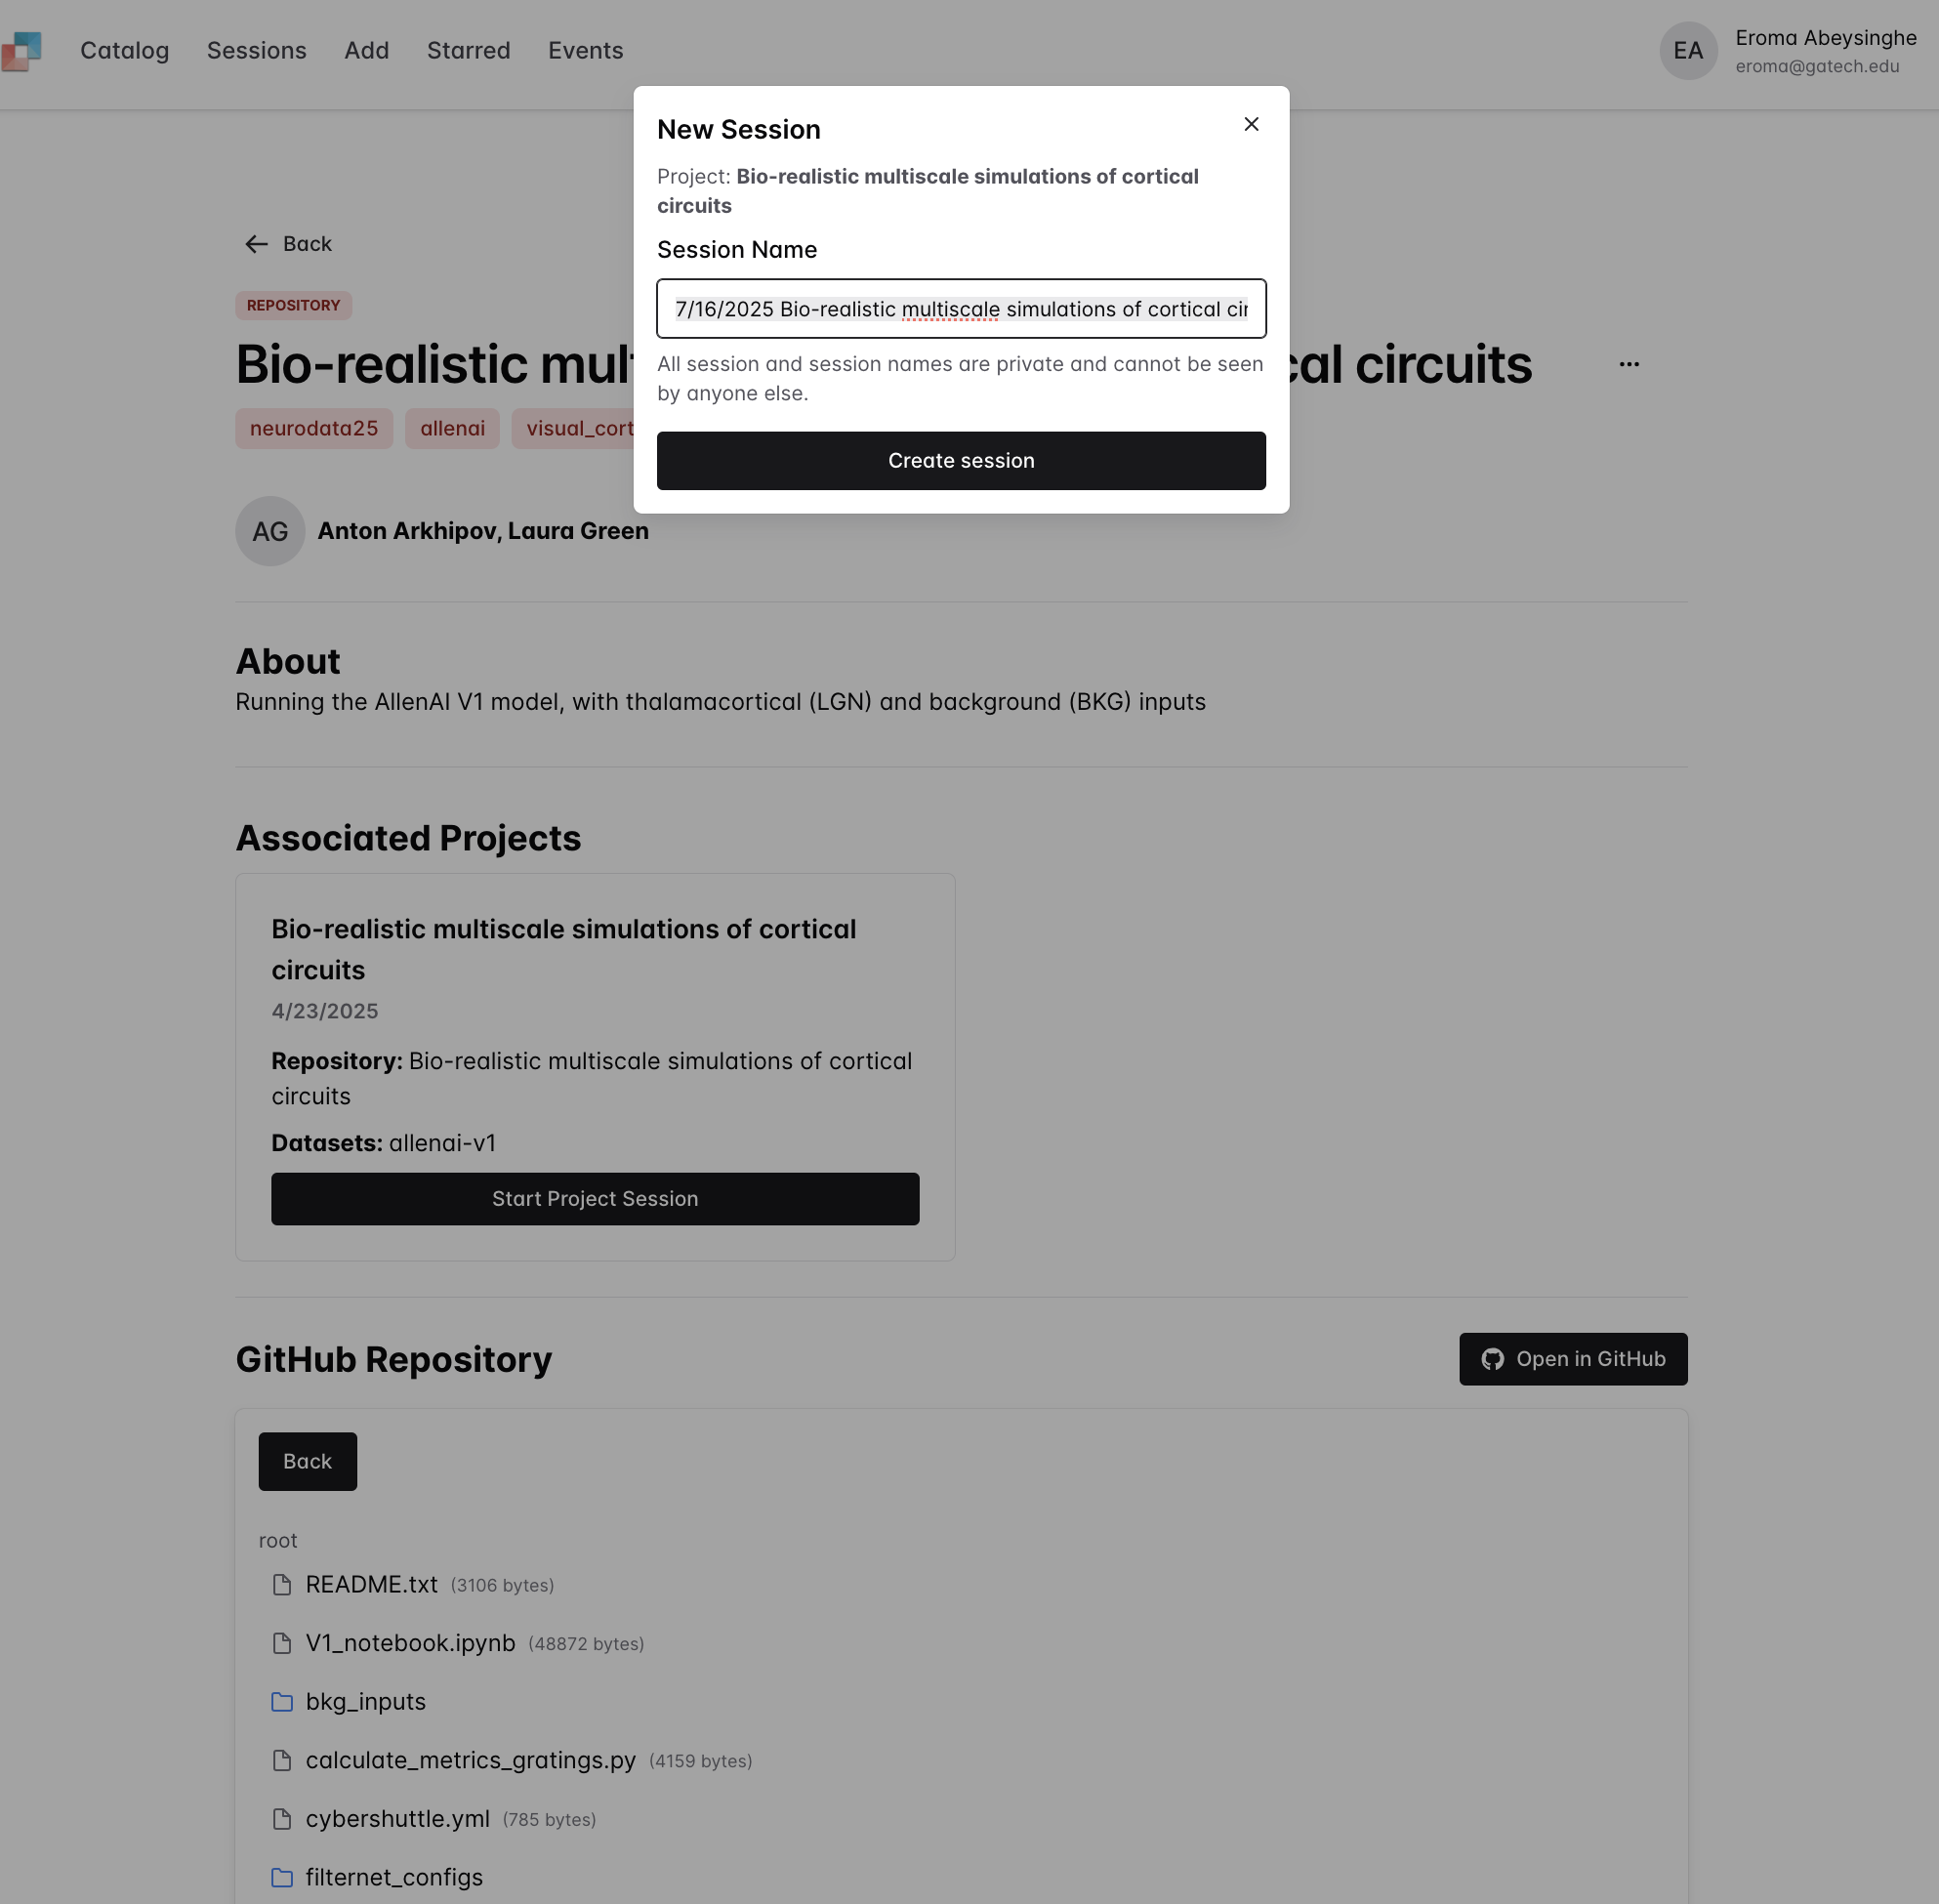 Catalog Sessions Add Starred Events
EA
Eroma Abeysinghe
eroma@gatech.edu
New Session
Project: Bio-realistic multiscale simulations of cortical
circuits
Session Name
7/16/2025 Bio-realistic multiscale simulations of cortical cir
All session and session names are private and cannot be seen
by anyone else.
Create session
Back
REPOSITORY
Bio-realistic mul cal circuits
neurodata25 allenai visual_cort
AG Anton Arkhipov, Laura Green
About
Running the AllenAI V1 model, with thalamacortical (LGN) and background (BKG) inputs
Associated Projects
Bio-realistic multiscale simulations of cortical
circuits
4/23/2025
Repository: Bio-realistic multiscale simulations of cortical
circuits
Datasets: allenai-v1
Start Project Session
GitHub Repository
Open in GitHub
Back
root
README.txt (3106 bytes)
V1_notebook.ipynb (48872 bytes)
bkg_inputs
calculate_metrics_gratings.py (4159 bytes)
cybershuttle.yml (785 bytes)
filternet_configs